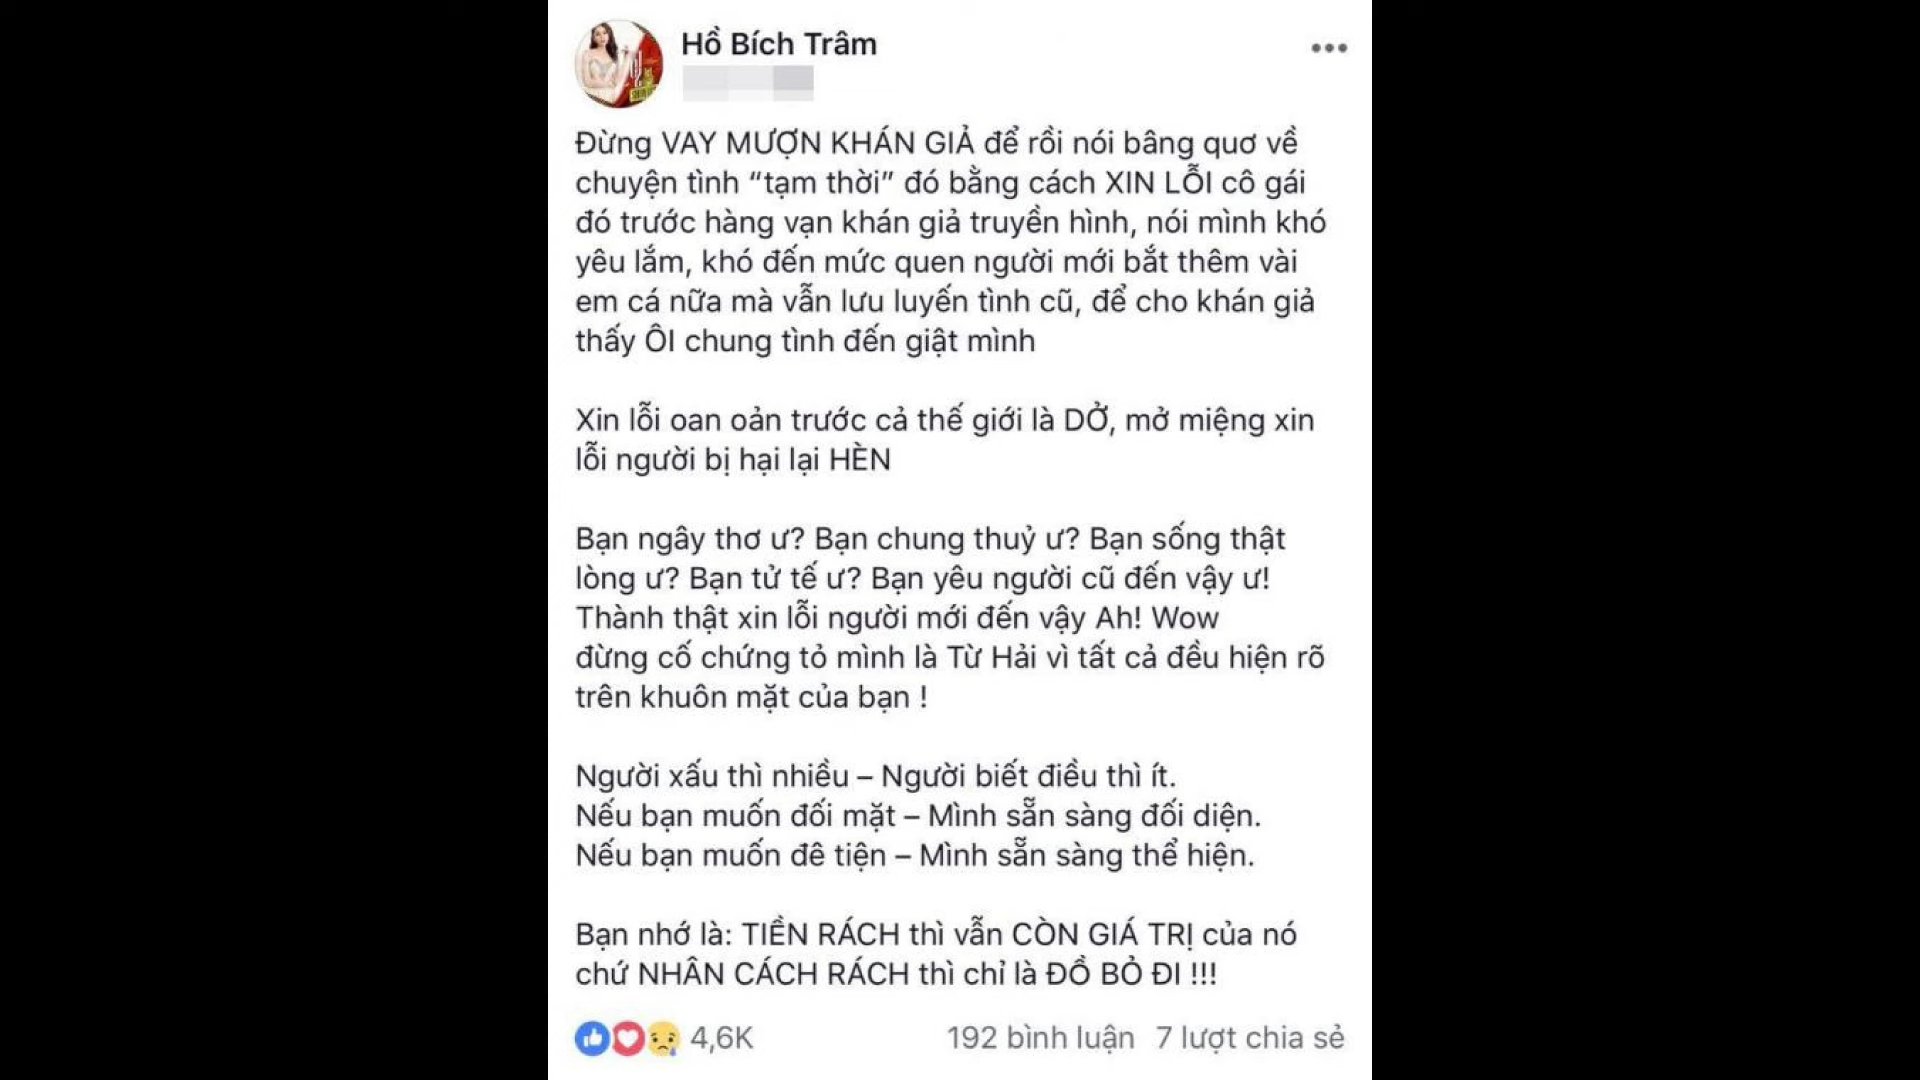 Hồ Bích Trâm
Đừng VAY MƯỢN KHÁN GIẢ để rồi nói bâng quơ về
chuyện tình “tạm thời” đó bằng cách XIN LỖI cô gái
đó trước hàng vạn khán giả truyền hình, nói mình khó
yêu lắm, khó đến mức quen người mới bắt thêm vài
em cá nữa mà vẫn lưu luyến tình cũ, để cho khán giả
thấy ÔI chung tình đến giật mình
Xin lỗi oan oản trước cả thế giới là DỞ, mở miệng xin
lỗi người bị hại lại HÈN
Bạn ngây thơ ư? Bạn chung thuỷ ư? Bạn sống thật
lòng ư? Bạn tử tế ư? Bạn yêu người cũ đến vậy ư!
Thành thật xin lỗi người mới đến vậy Ah! Wow
đừng cố chứng tỏ mình là Từ Hải vì tất cả đều hiện rõ
trên khuôn mặt của bạn !
Người xấu thì nhiều – Người biết điều thì ít.
Nếu bạn muốn đối mặt – Mình sẵn sàng đối diện.
Nếu bạn muốn đê tiện – Mình sẵn sàng thể hiện.
Bạn nhớ là: TIỀN RÁCH thì vẫn CÒN GIÁ TRỊ của nó
chứ NHÂN CÁCH RÁCH thì chỉ là ĐỒ BỎ ĐI !!!
4,6K 192 bình luận 7 lượt chia sẻ